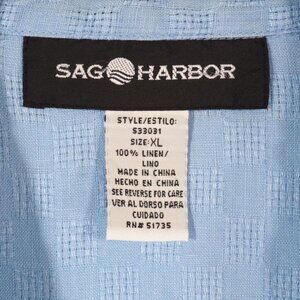 SAG HARBOR
STYLE/ESTILO:
S33031
SIZE: XL
100% LINEN/
LINO
MADE IN CHINA
HECHO EN CHINA
SEE REVERSE FOR CARE
VER AL DORSO PARA
CUIDADO
RN# 51735